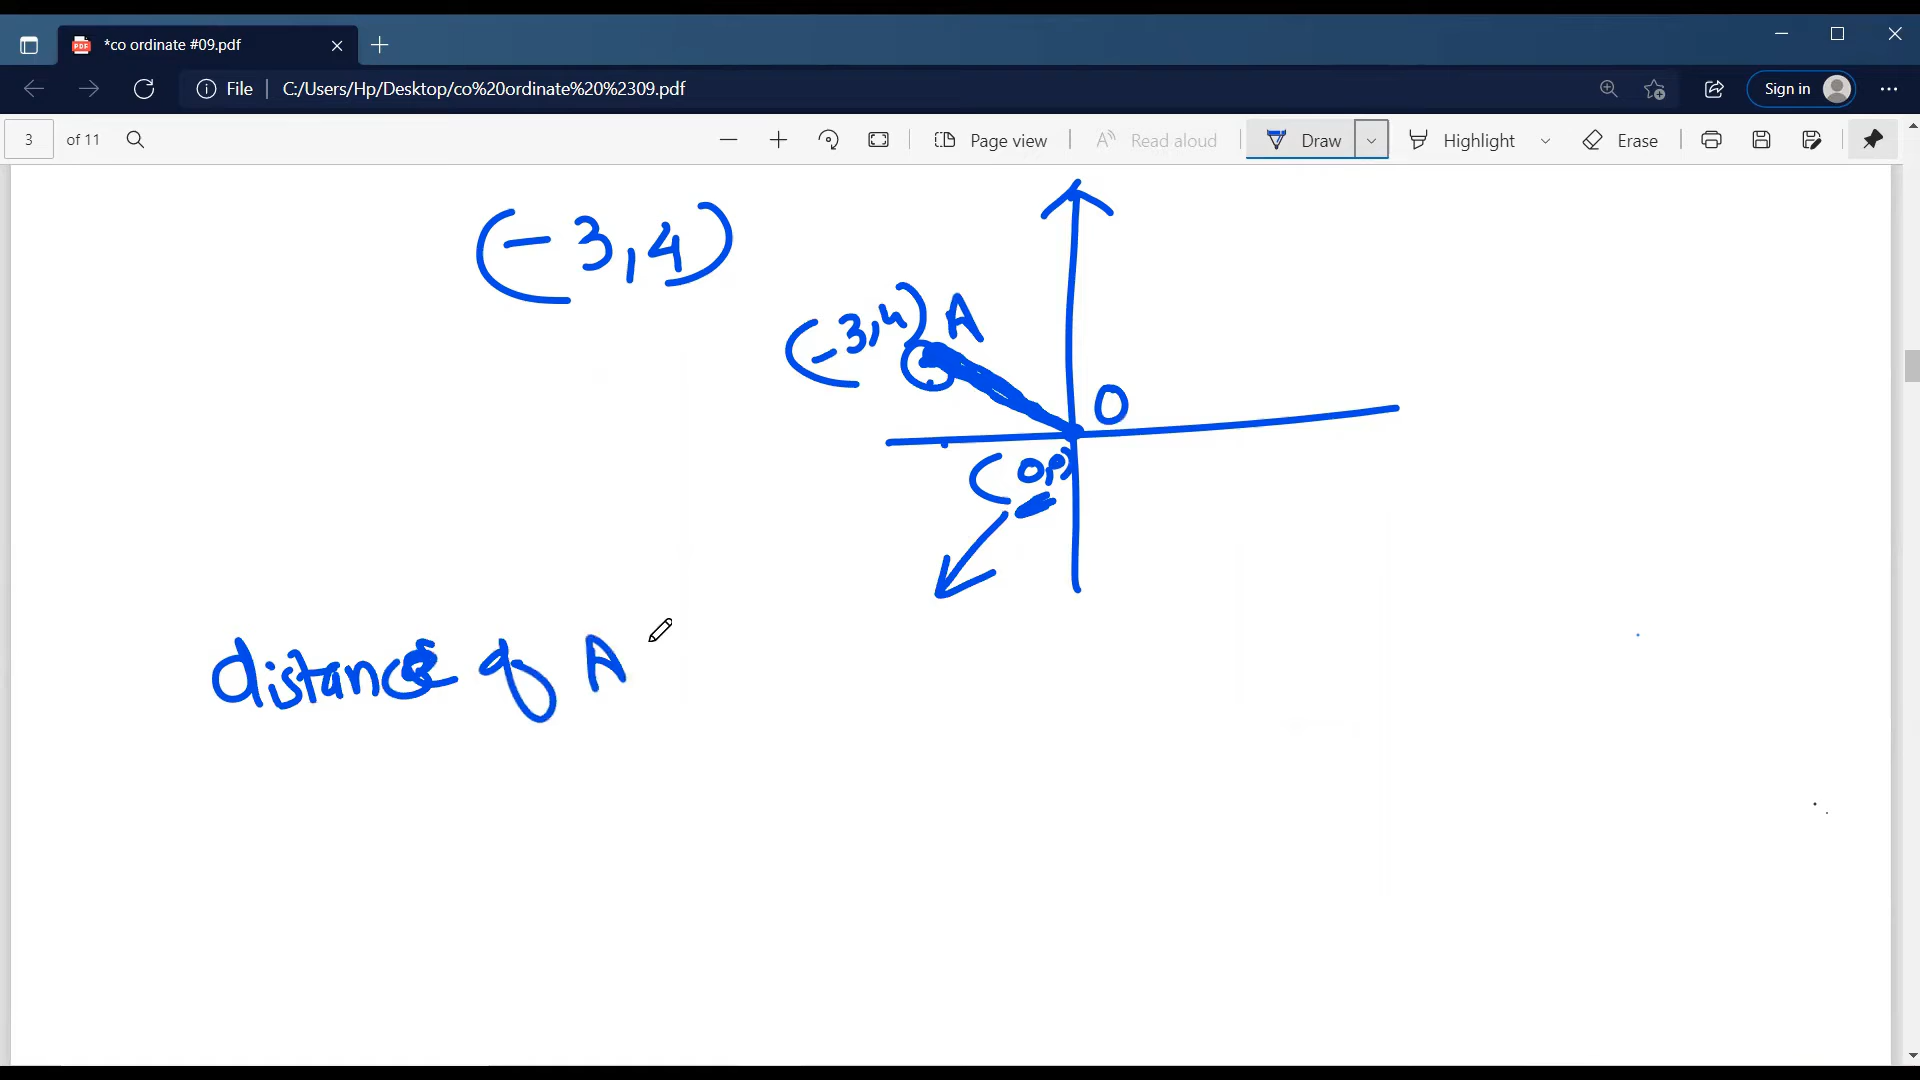 *co ordinate #09.pdf
File | C:/Users/Hp/Desktop/co%20ordinate%20%2309.pdf
Sign in
3 of 11
Page view
Read aloud
Draw
Highlight
Erase
(-3,4)
(-3,4) A
O
(0,0)
distance of A